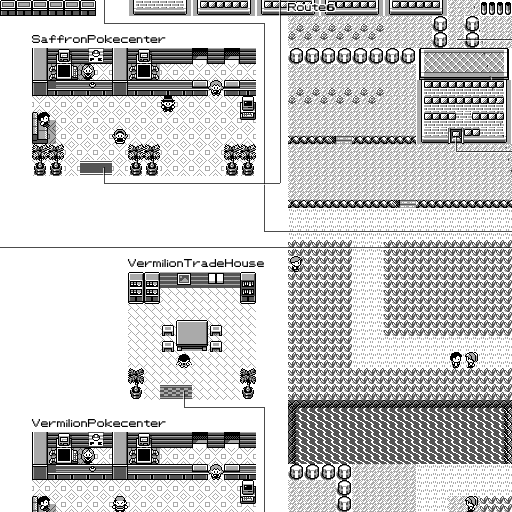 Route6
SaffronPokecenter
VermilionTradeHouse
VermilionPokecenter